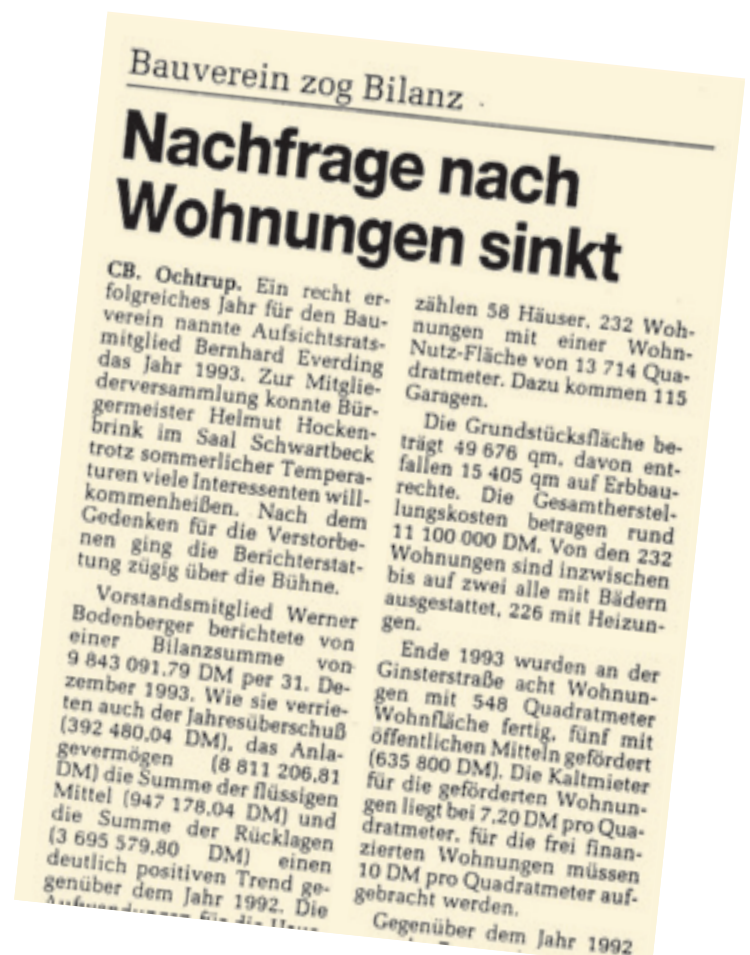 Bauverein zog Bilanz
Nachfrage nach
Wohnungen sinkt
CB. Ochtrup. Ein recht er-
folgreiches Jahr für den Bau-
verein nannte Aufsichtsrats-
mitglied Bernhard Everding
das Jahr 1993. Zur Mitglie-
derversammlung konnte Bür-
germeister Helmut Hocken-
brink im Saal Schwartbeck
trotz sommerlicher Tempera-
turen viele Interessenten will-
kommenheißen. Nach dem
Gedenken für die Verstorbe-
nen ging die Berichterstat-
tung zügig über die Bühne.
Vorstandsmitglied Werner
Bodenberger berichtete von
einer Bilanzsumme von
9 843 091,79 DM per 31. De-
zember 1993. Wie sie verrie-
ten auch der Jahresüberschuß
(392 480,04 DM), das Anla-
gevermögen (8 811 206,81
DM) die Summe der flüssigen
Mittel (947 178,04 DM) und
die Summe der Rücklagen
(3 695 579,80 DM) einen
deutlich positiven Trend ge-
genüber dem Jahr 1992. Die
zählen 58 Häuser, 232 Woh-
nungen mit einer Wohn-
Nutz-Fläche von 13 714 Qua-
dratmeter. Dazu kommen 115
Garagen.
Die Grundstücksfläche be-
trägt 49 676 qm, davon ent-
fallen 15 405 qm auf Erbbau-
rechte. Die Gesamtherstel-
lungskosten betragen rund
11 100 000 DM. Von den 232
Wohnungen sind inzwischen
bis auf zwei alle mit Bädern
ausgestattet, 226 mit Heizun-
gen.
Ende 1993 wurden an der
Ginsterstraße acht Wohnun-
gen mit 548 Quadratmeter
Wohnfläche fertig, fünf mit
öffentlichen Mitteln gefördert
(635 800 DM). Die Kaltmieter
für die geförderten Wohnun-
gen liegt bei 7,20 DM pro Qua-
dratmeter, für die frei finan-
zierten Wohnungen müssen
10 DM pro Quadratmeter auf-
gebracht werden.
Gegenüber dem Jahr 1992